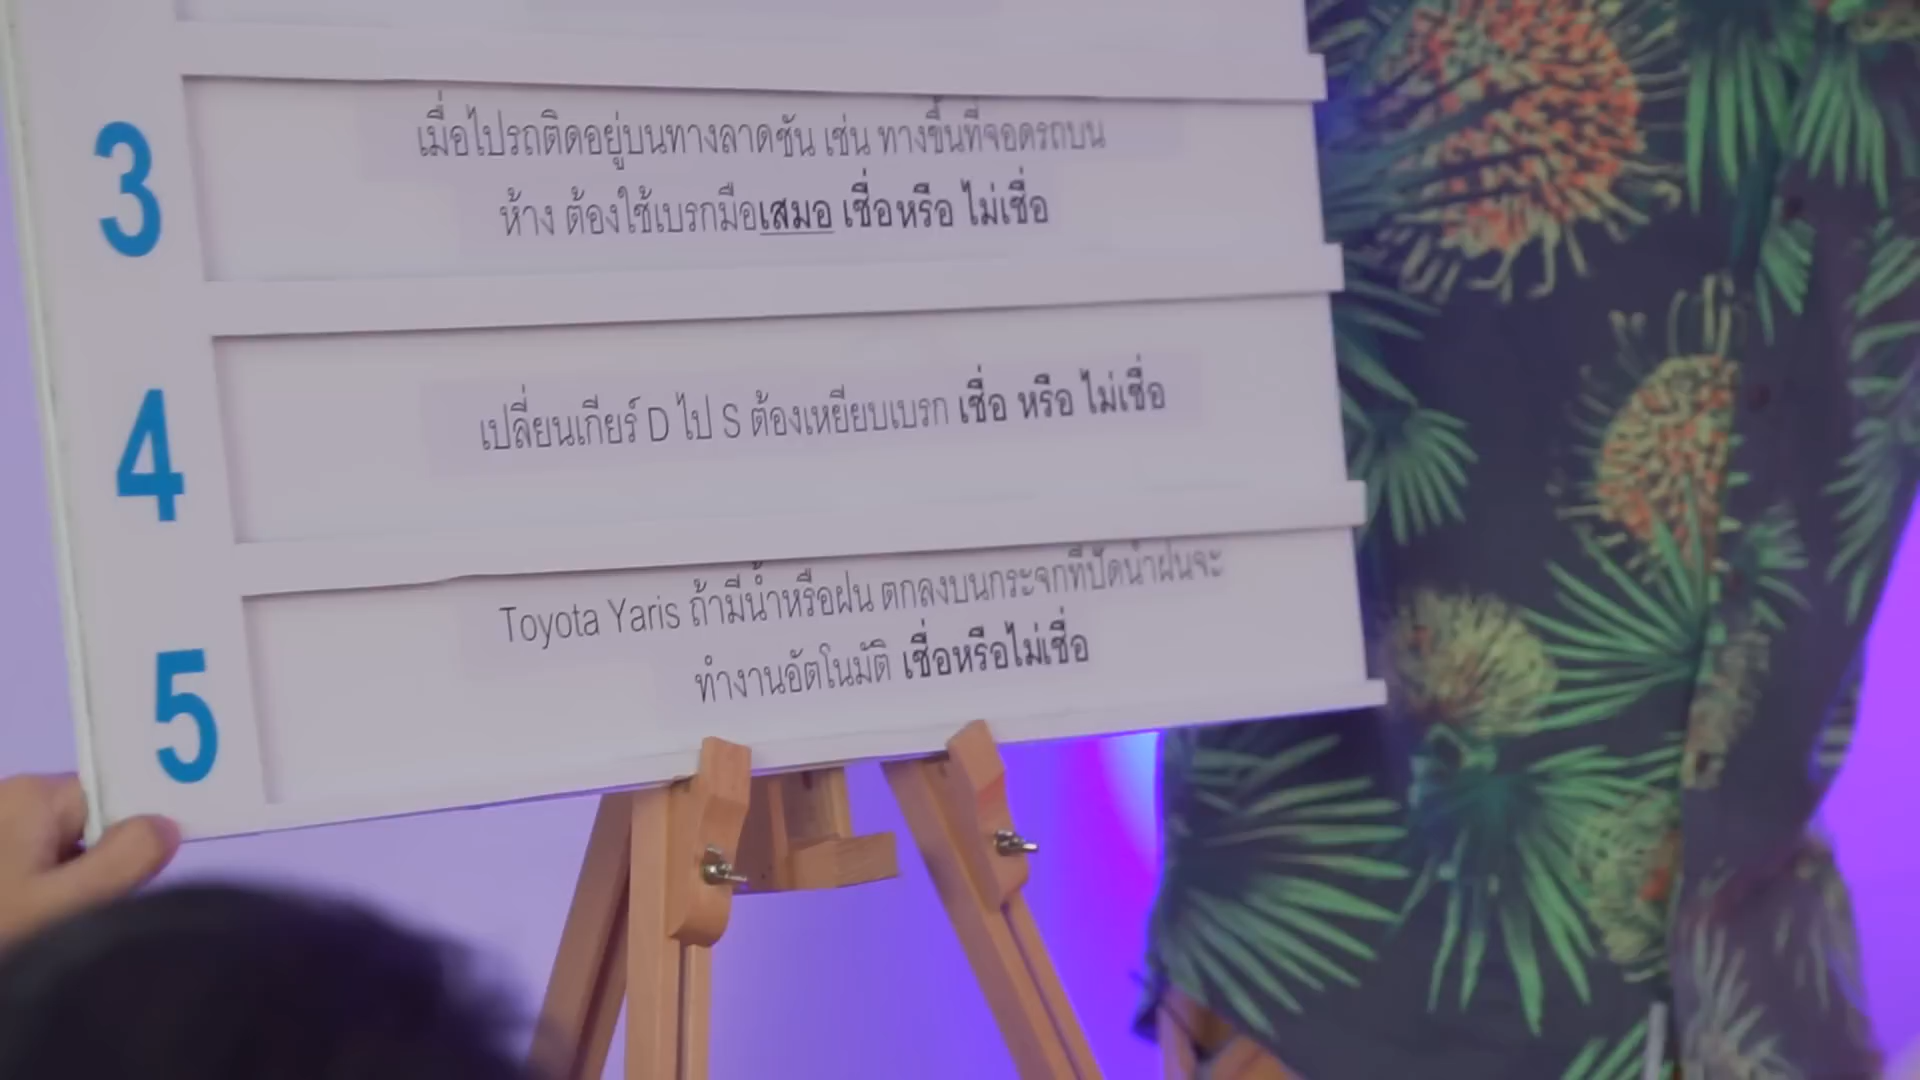 3
เมื่อไปรถติดอยู่บนทางลาดชัน เช่น ทางขึ้นที่จอดรถบน
ห้าง ต้องใช้เบรกมือเสมอ เชื่อหรือ ไม่เชื่อ
4
เปลี่ยนเกียร์ D ไป S ต้องเหยียบเบรก เชื่อ หรือ ไม่เชื่อ
5
Toyota Yaris ถ้ามีน้ำหรือฝน ตกลงบนกระจกที่ปัดน้ำฝนจะ
ทำงานอัตโนมัติ เชื่อหรือไม่เชื่อ